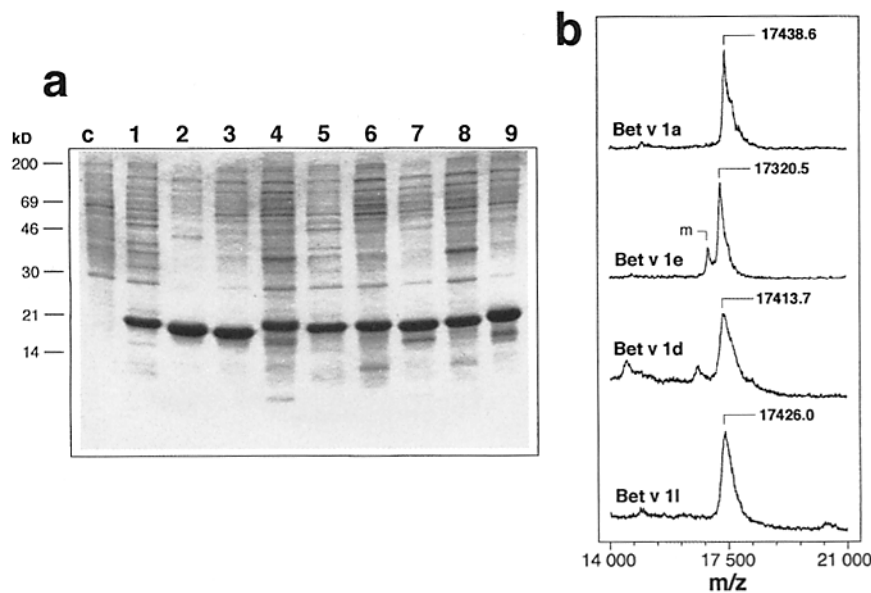 a
kD
c 1 2 3 4 5 6 7 8 9
200
69
46
30
21
14
b
17438.6
Bet v 1a
17320.5
m
Bet v 1e
17413.7
Bet v 1d
17426.0
Bet v 1l
14 000 17 500 21 000
m/z